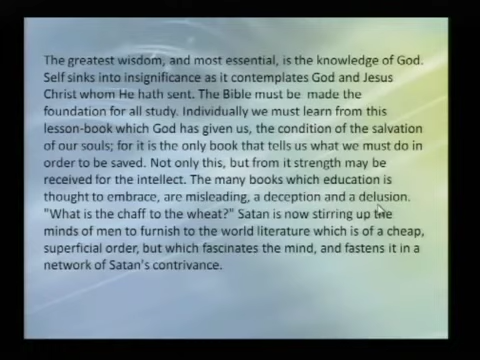 The greatest wisdom, and most essential, is the knowledge of God.
Self sinks into insignificance as it contemplates God and Jesus
Christ whom He hath sent. The Bible must be made the
foundation for all study. Individually we must learn from this
lesson-book which God has given us, the condition of the salvation
of our souls; for it is the only book that tells us what we must do in
order to be saved. Not only this, but from it strength may be
received for the intellect. The many books which education is
thought to embrace, are misleading, a deception and a delusion.
"What is the chaff to the wheat?" Satan is now stirring up the
minds of men to furnish to the world literature which is of a cheap,
superficial order, but which fascinates the mind, and fastens it in a
network of Satan's contrivance.